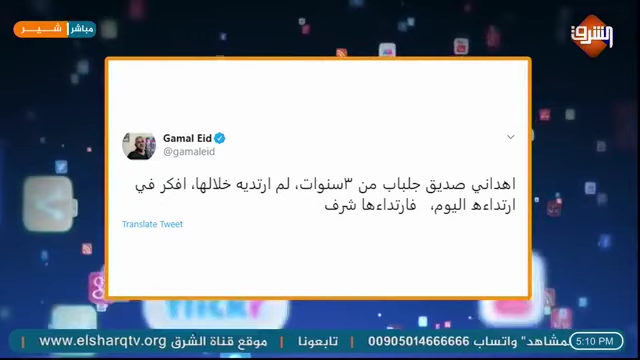 مباشر شير
الشرق
Gamal Eid
@gamaleid
اهداني صديق جلباب من ٣سنوات، لم ارتديه خلالها، افكر في
ارتداءه اليوم، فارتداءها شرف
Translate Tweet
مشاهد" واتساب 00905014666666 | تابعونا | موقع قناة الشرق www.elsharqtv.org
5:10 PM